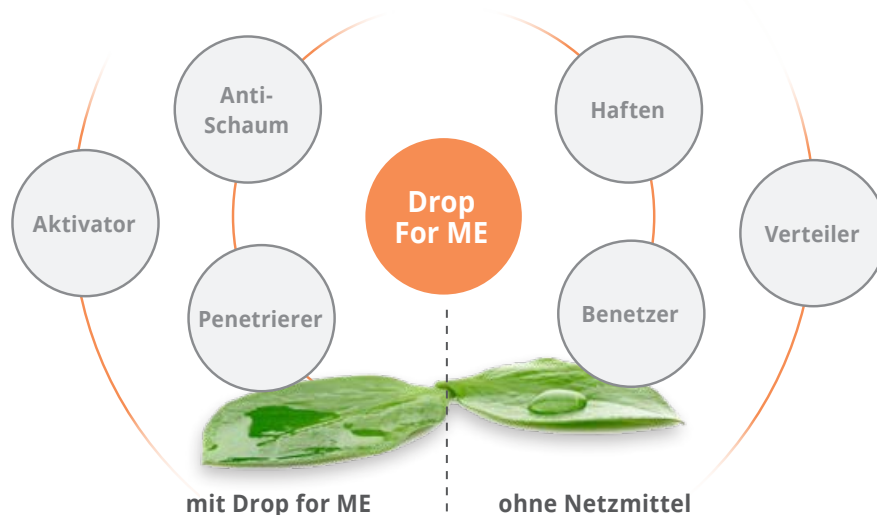 Anti-
Schaum
Haften
Drop
For ME
Aktivator
Verteiler
Penetrierer
Benetzer
mit Drop for ME
ohne Netzmittel